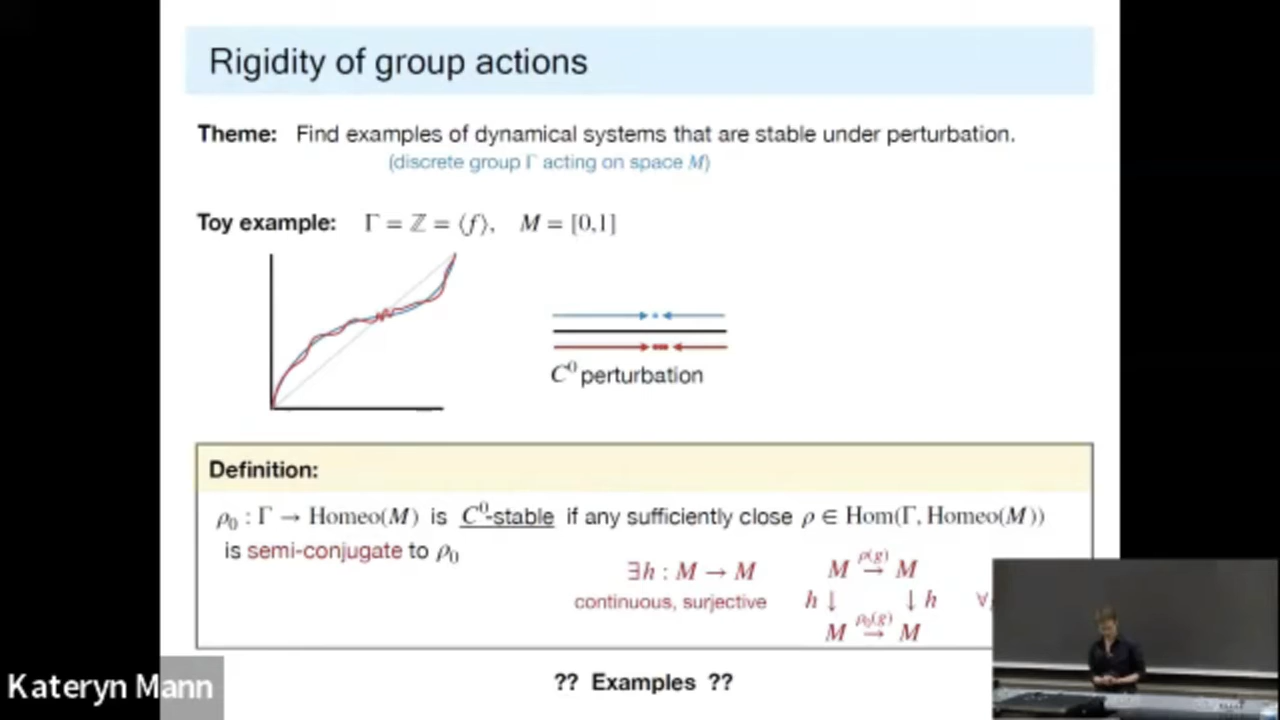 Rigidity of group actions
Theme: Find examples of dynamical systems that are stable under perturbation.
(discrete group Γ acting on space M)
Toy example: Γ = ℤ = ⟨f⟩, M = [0,1]
C⁰ perturbation
Definition:
ρ₀ : Γ → Homeo(M) is C⁰-stable if any sufficiently close ρ ∈ Hom(Γ, Homeo(M))
is semi-conjugate to ρ₀
∃h : M → M
continuous, surjective
ρ(g)
M → M
h ↓ ↓ h ∀
ρ₀(g)
M → M
?? Examples ??
Kateryn Mann